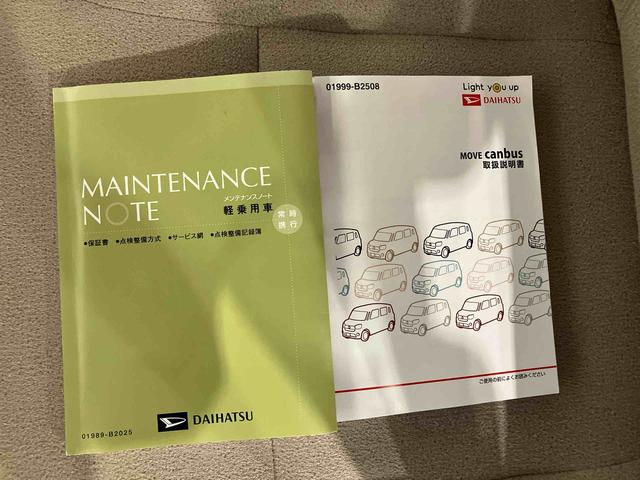 MAINTENANCE
NOTE
メンテナンスノート
軽乗用車
常時
携行
●保証書 ●点検整備方式 ●サービス網 ●点検整備記録簿
DAIHATSU
01989-B2025
01999-B2508
Light you up
DAIHATSU
MOVE canbus
取扱説明書
ご使用の前によくお読みください